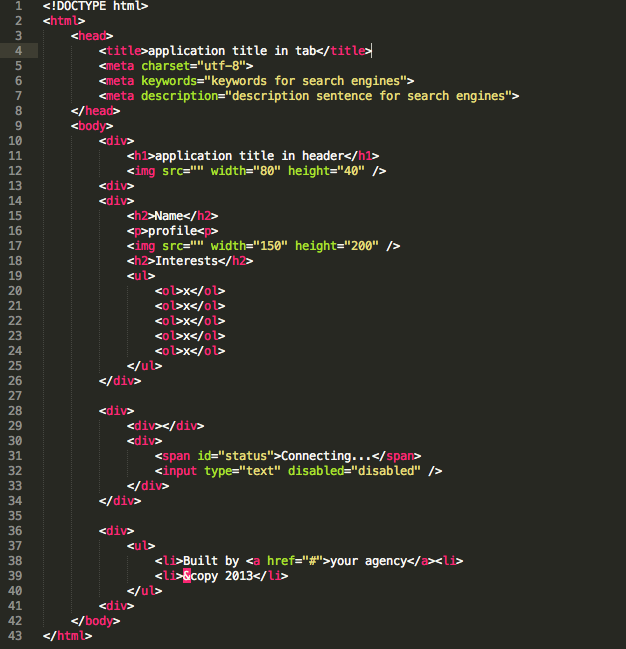 1 <!DOCTYPE html>
2 <html>
3     <head>
4         <title>application title in tab</title>
5         <meta charset="utf-8">
6         <meta keywords="keywords for search engines">
7         <meta description="description sentence for search engines">
8     </head>
9     <body>
10         <div>
11             <h1>application title in header</h1>
12             <img src="" width="80" height="40" />
13         <div>
14         <div>
15             <h2>Name</h2>
16             <p>profile<p>
17             <img src="" width="150" height="200" />
18             <h2>Interests</h2>
19             <ul>
20                 <ol>x</ol>
21                 <ol>x</ol>
22                 <ol>x</ol>
23                 <ol>x</ol>
24                 <ol>x</ol>
25             </ul>
26         </div>
27
28         <div>
29             <div></div>
30             <div>
31                 <span id="status">Connecting...</span>
32                 <input type="text" disabled="disabled" />
33             </div>
34         </div>
35
36         <div>
37             <ul>
38                 <li>Built by <a href="#">your agency</a><li>
39                 <li>&copy 2013</li>
40             </ul>
41         <div>
42     </body>
43 </html>